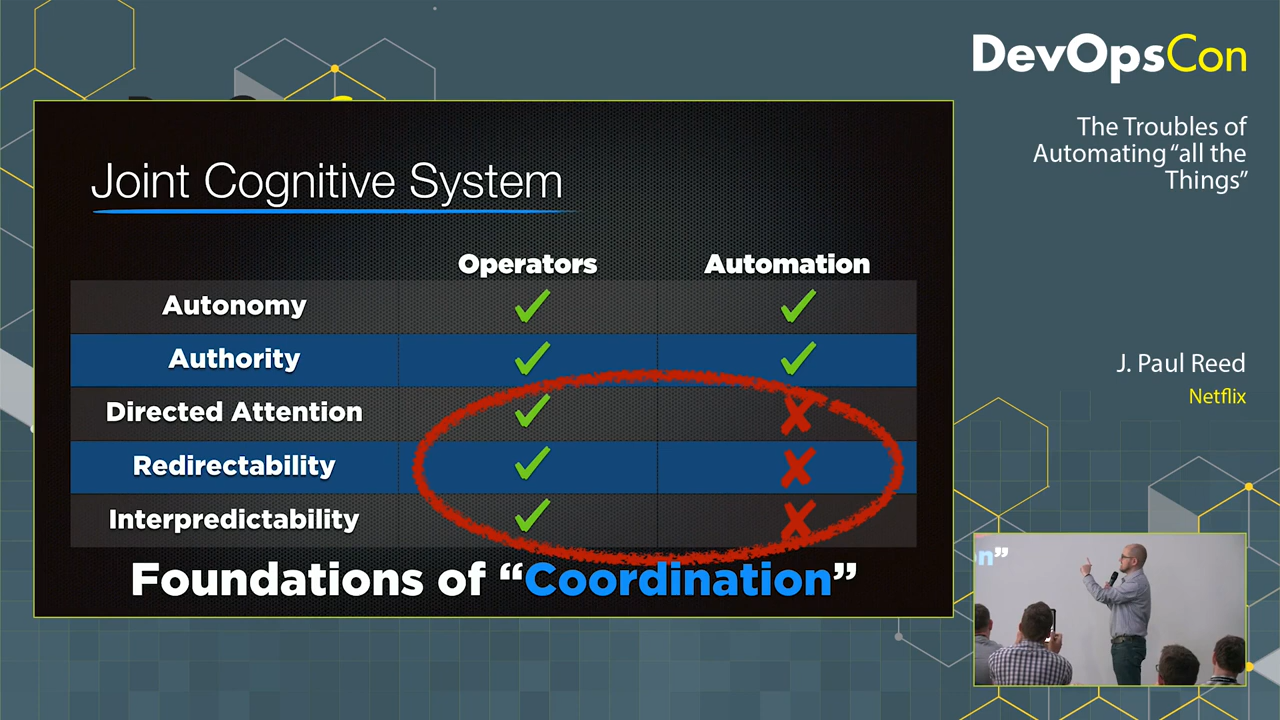 DevOpsCon
The Troubles of
Automating “all the
Things”
J. Paul Reed
Netflix
Joint Cognitive System
Operators Automation
Autonomy ✓ ✓
Authority ✓ ✓
Directed Attention ✓ ✗
Redirectability ✓ ✗
Interpredictability ✓ ✗
Foundations of “Coordination”
n”